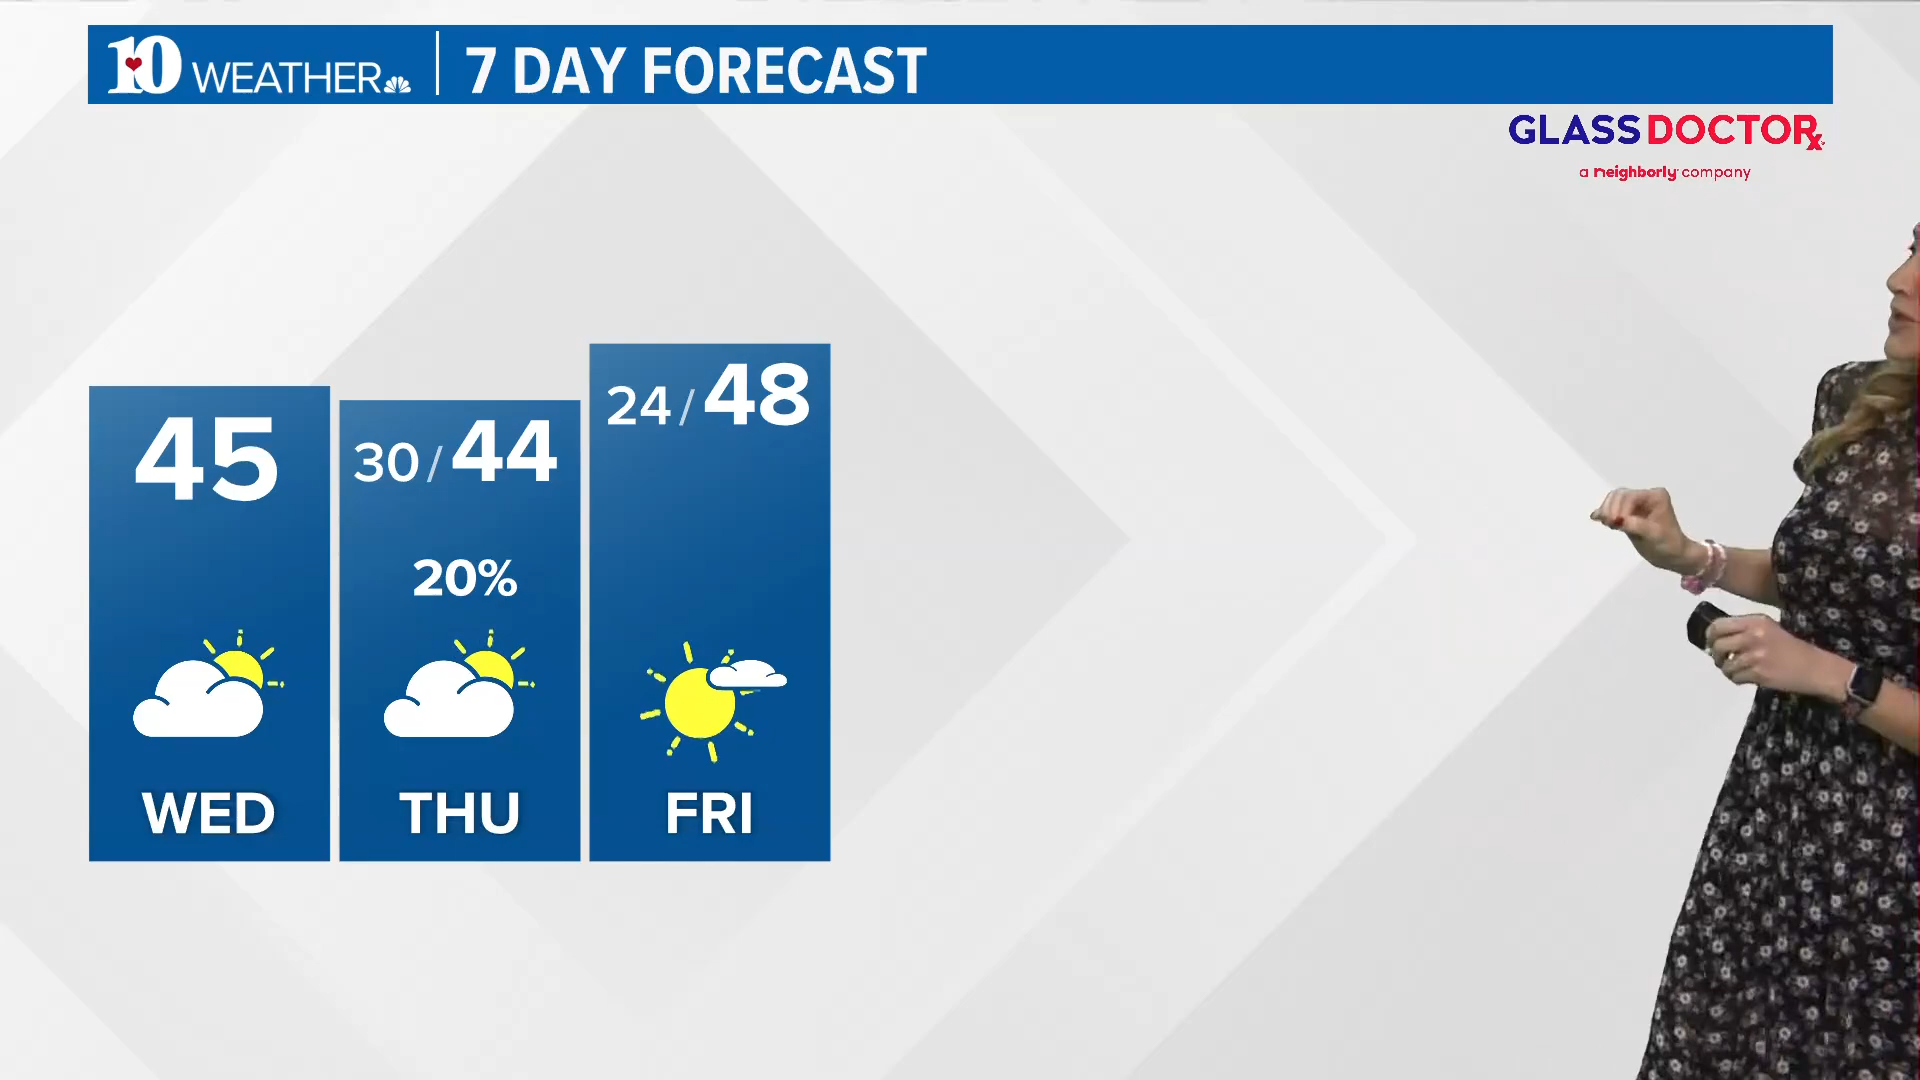 10 WEATHER 7 DAY FORECAST
GLASS DOCTOR
a neighborly company
45
WED
30/44
20%
THU
24/48
FRI